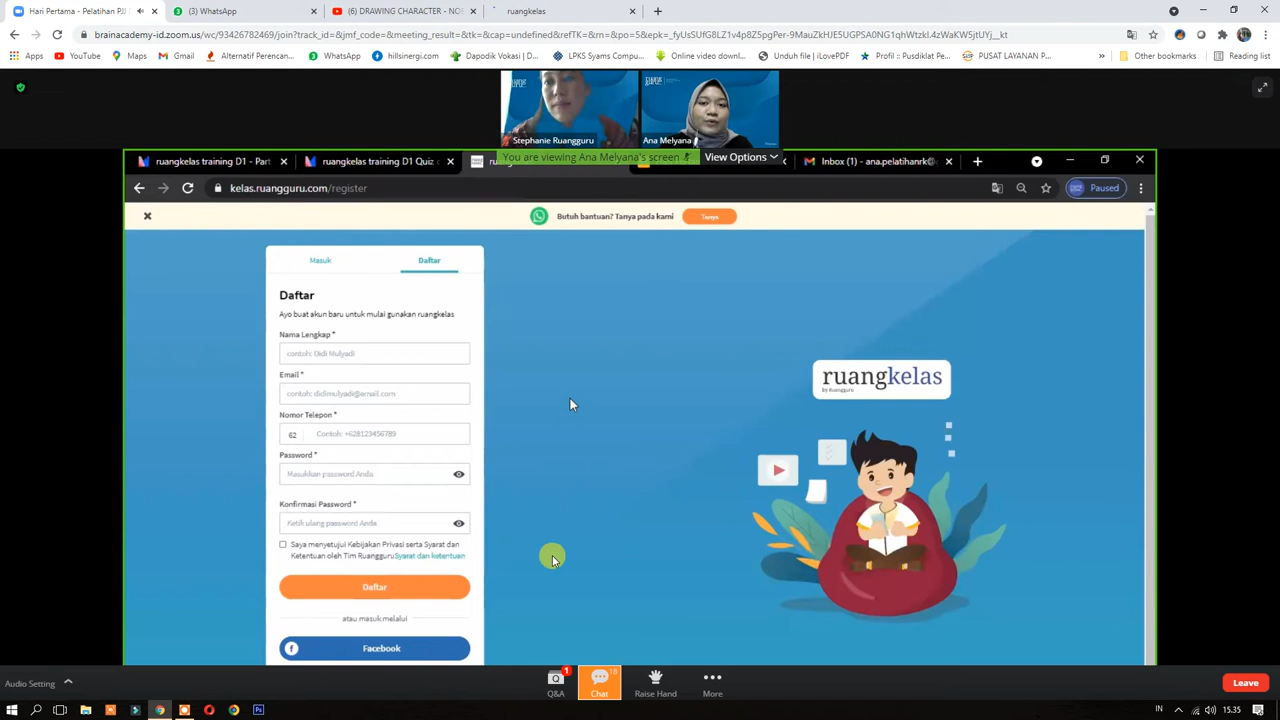 Hari Pertama - Pelatihan PJJ
(3) WhatsApp
(6) DRAWING CHARACTER - NO
ruangkelas
brainacademy-id.zoom.us/wc/93426782469/join?track_id=&jmf_code=&meeting_result=&tk=&cap=undefined&refTK=&rn=&po=5&epk=_fyUsSUfG8LZ1v4p8Z5pgPer-9MauZkHJE5UGPSA0NG1qhWtzkI.4zWaKW5jtUYj__kt
Apps
YouTube
Maps
Gmail
Alternatif Perencan...
WhatsApp
hillsinergi.com
Dapodik Vokasi - L...
LPKS Syams Compu...
Online video downl...
Unduh file | LDR
Profil :: Pusdiklat Pe...
PUSAT LAYANAN P...
»
Other bookmarks
Reading list
Stephanie Ruangguru
Ana Melyana
You are viewing Ana Melyana's screen
View Options
ruangkelas training D1 - Part
ruangkelas training D1 Quiz
Inbox (1) - ana.pelatihanrk@
kelas.ruangguru.com/register
Paused
Butuh bantuan? Tanya pada kami
Tanya
Masuk
Daftar
Daftar
Ayo buat akun baru untuk mulai gunakan ruangkelas
Nama Lengkap *
contoh: Didi Mulyadi
Email *
contoh: didimulyadi@email.com
Nomor Telepon *
62
Contoh: +628123456789
Password *
Masukkan password Anda
Konfirmasi Password *
Ketik ulang password Anda
Saya menyetujui Kebijakan Privasi serta Syarat dan
Ketentuan oleh Tim RuangguruSyarat dan ketentuan
Daftar
atau masuk melalui
Facebook
ruangkelas
by Ruangguru
Audio Setting
1
Q&A
18
Chat
Raise Hand
More
Leave
IN
15.35